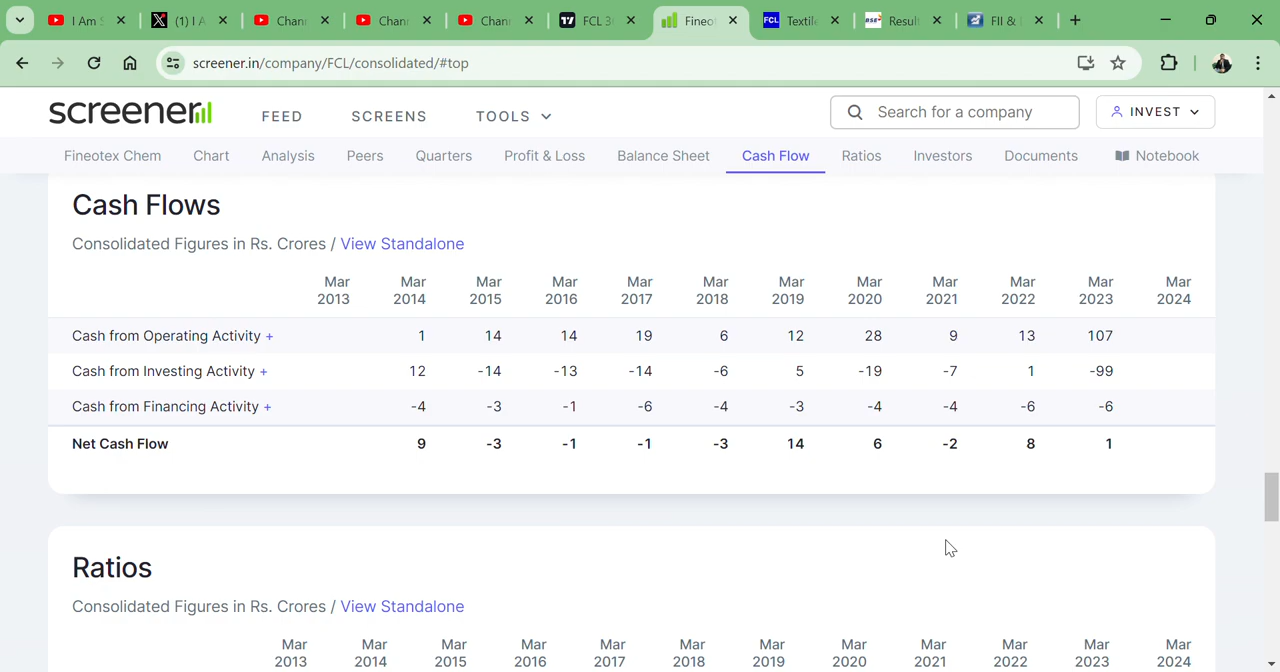 I Am S
(1) I A
Chann
Chann
Chann
FCL 30
Fineot
FCL Textile
BSE Result
FII &
screener.in/company/FCL/consolidated/#top
screener
FEED SCREENS TOOLS
Search for a company
INVEST
Fineotex Chem Chart Analysis Peers Quarters Profit & Loss Balance Sheet Cash Flow Ratios Investors Documents Notebook
Cash Flows
Consolidated Figures in Rs. Crores / View Standalone
Mar 2013 Mar 2014 Mar 2015 Mar 2016 Mar 2017 Mar 2018 Mar 2019 Mar 2020 Mar 2021 Mar 2022 Mar 2023 Mar 2024
Cash from Operating Activity + 1 14 14 19 6 12 28 9 13 107
Cash from Investing Activity + 12 -14 -13 -14 -6 5 -19 -7 1 -99
Cash from Financing Activity + -4 -3 -1 -6 -4 -3 -4 -4 -6 -6
Net Cash Flow 9 -3 -1 -1 -3 14 6 -2 8 1
Ratios
Consolidated Figures in Rs. Crores / View Standalone
Mar 2013 Mar 2014 Mar 2015 Mar 2016 Mar 2017 Mar 2018 Mar 2019 Mar 2020 Mar 2021 Mar 2022 Mar 2023 Mar 2024